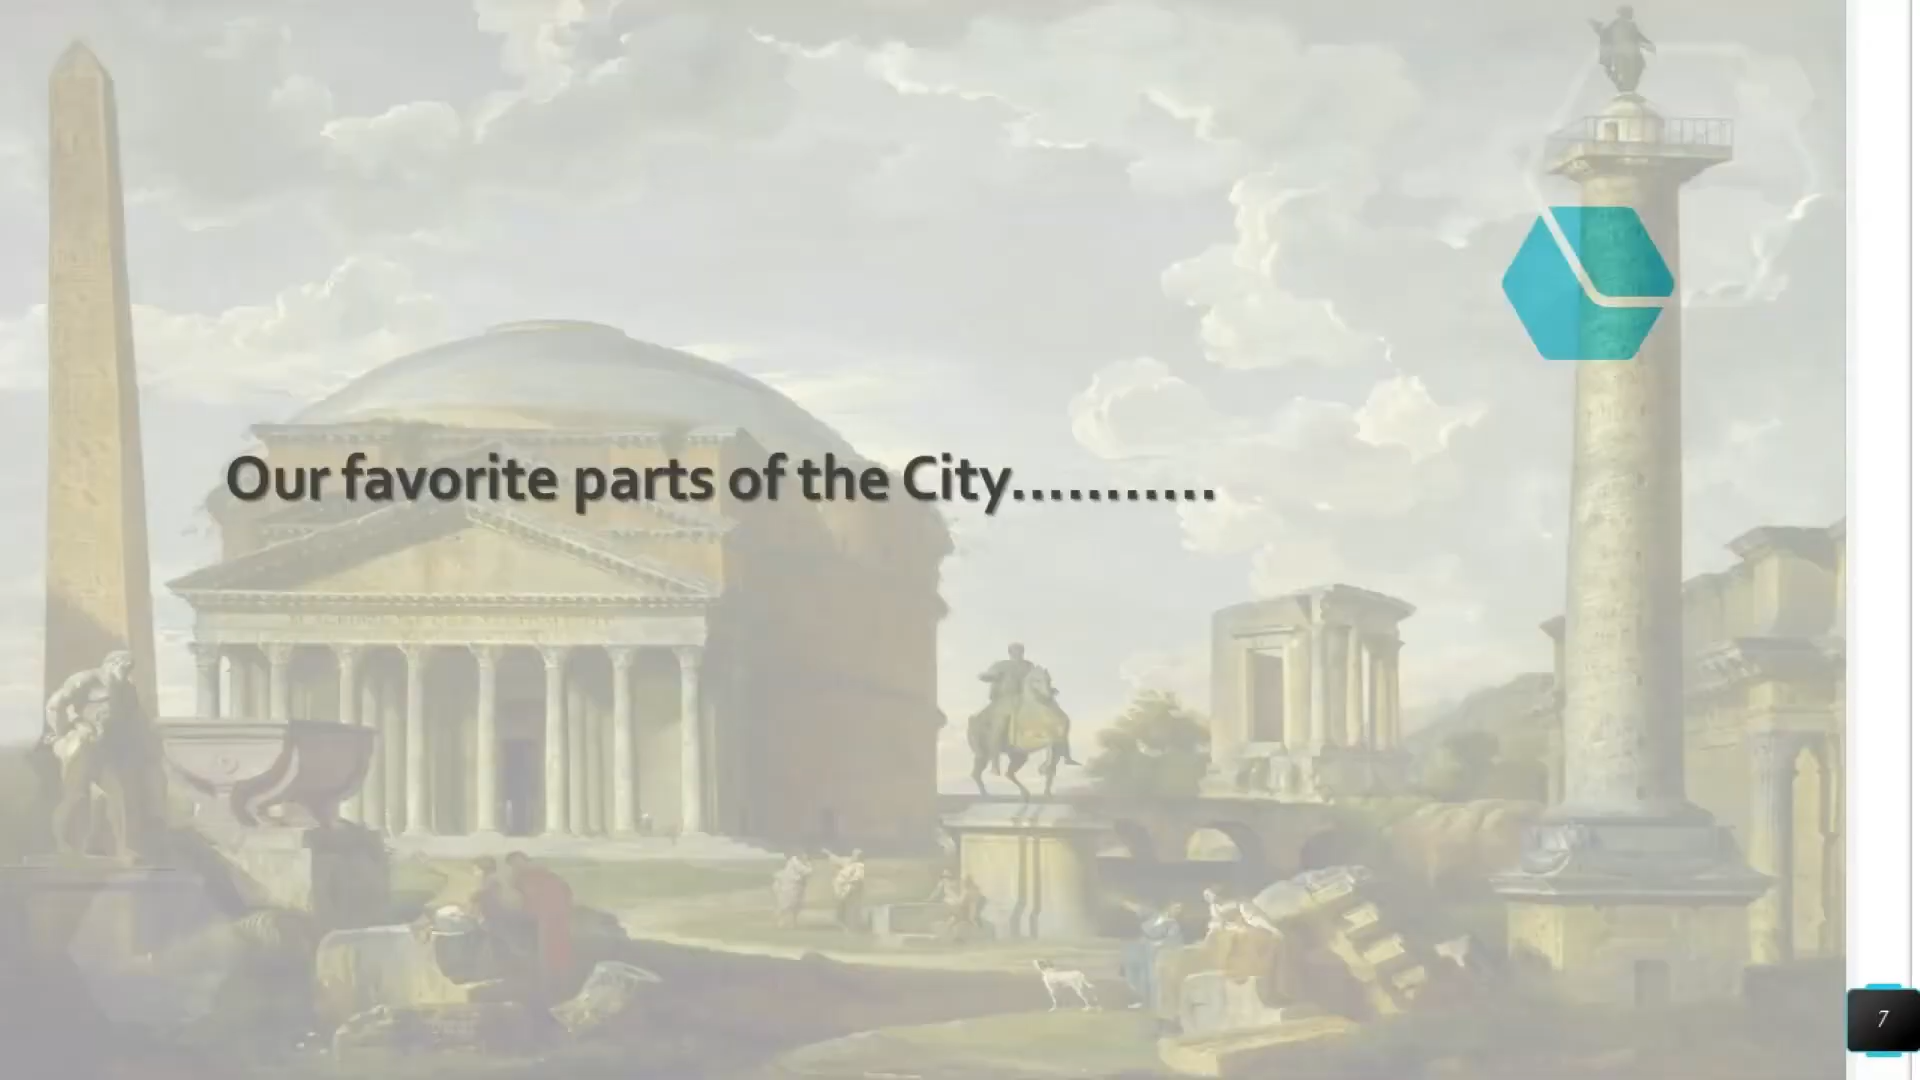 Our favorite parts of the City...........
7